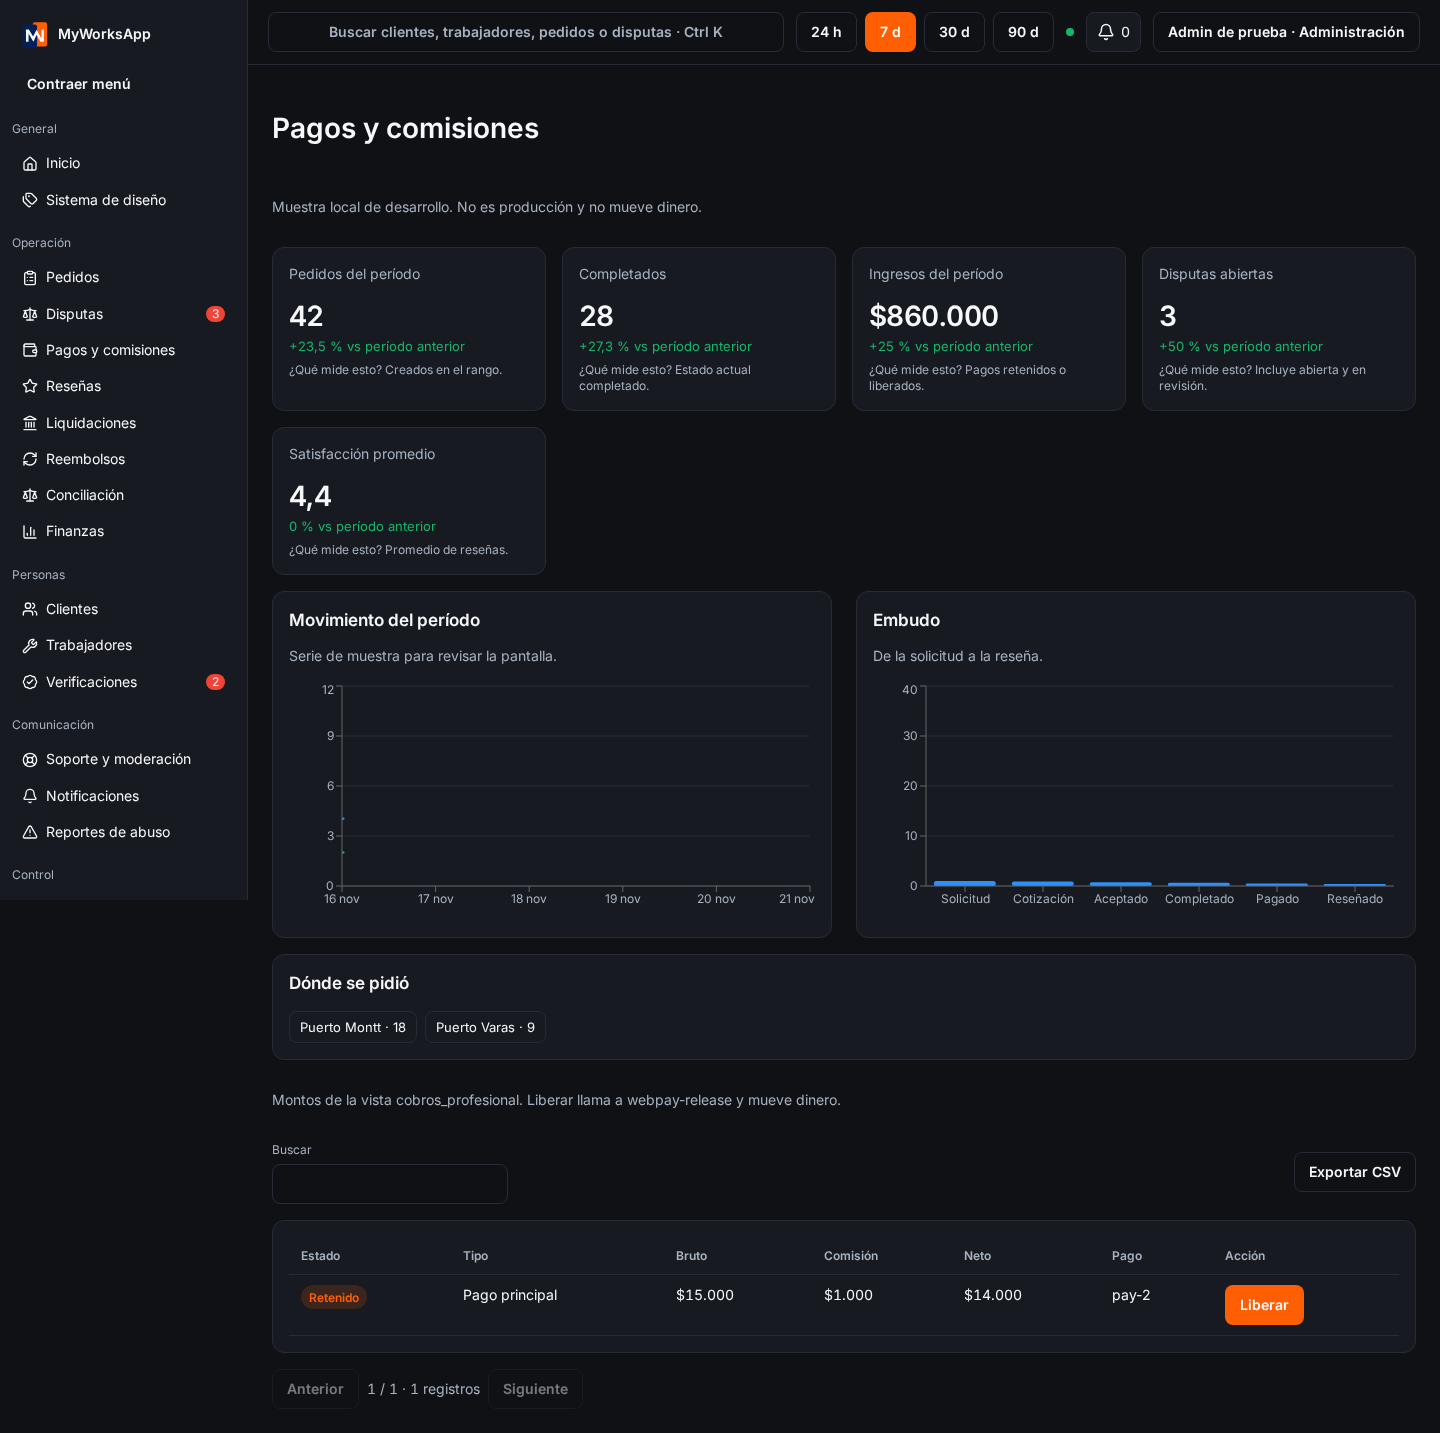 MyWorksApp
Contraer menú
General
Inicio
Sistema de diseño
Operación
Pedidos
Disputas 3
Pagos y comisiones
Reseñas
Liquidaciones
Reembolsos
Conciliación
Finanzas
Personas
Clientes
Trabajadores
Verificaciones 2
Comunicación
Soporte y moderación
Notificaciones
Reportes de abuso
Control
Buscar clientes, trabajadores, pedidos o disputas · Ctrl K
24 h
7 d
30 d
90 d
0
Admin de prueba · Administración
Pagos y comisiones
Muestra local de desarrollo. No es producción y no mueve dinero.
Pedidos del período
42
+23,5 % vs período anterior
¿Qué mide esto? Creados en el rango.
Completados
28
+27,3 % vs período anterior
¿Qué mide esto? Estado actual
completado.
Ingresos del período
$860.000
+25 % vs período anterior
¿Qué mide esto? Pagos retenidos o
liberados.
Disputas abiertas
3
+50 % vs período anterior
¿Qué mide esto? Incluye abierta y en
revisión.
Satisfacción promedio
4,4
0 % vs período anterior
¿Qué mide esto? Promedio de reseñas.
Movimiento del período
Serie de muestra para revisar la pantalla.
12
9
6
3
0
16 nov 17 nov 18 nov 19 nov 20 nov 21 nov
Embudo
De la solicitud a la reseña.
40
30
20
10
0
Solicitud Cotización Aceptado Completado Pagado Reseñado
Dónde se pidió
Puerto Montt · 18
Puerto Varas · 9
Montos de la vista cobros_profesional. Liberar llama a webpay-release y mueve dinero.
Buscar
Exportar CSV
Estado Tipo Bruto Comisión Neto Pago Acción
Retenido Pago principal $15.000 $1.000 $14.000 pay-2 Liberar
Anterior 1 / 1 · 1 registros Siguiente